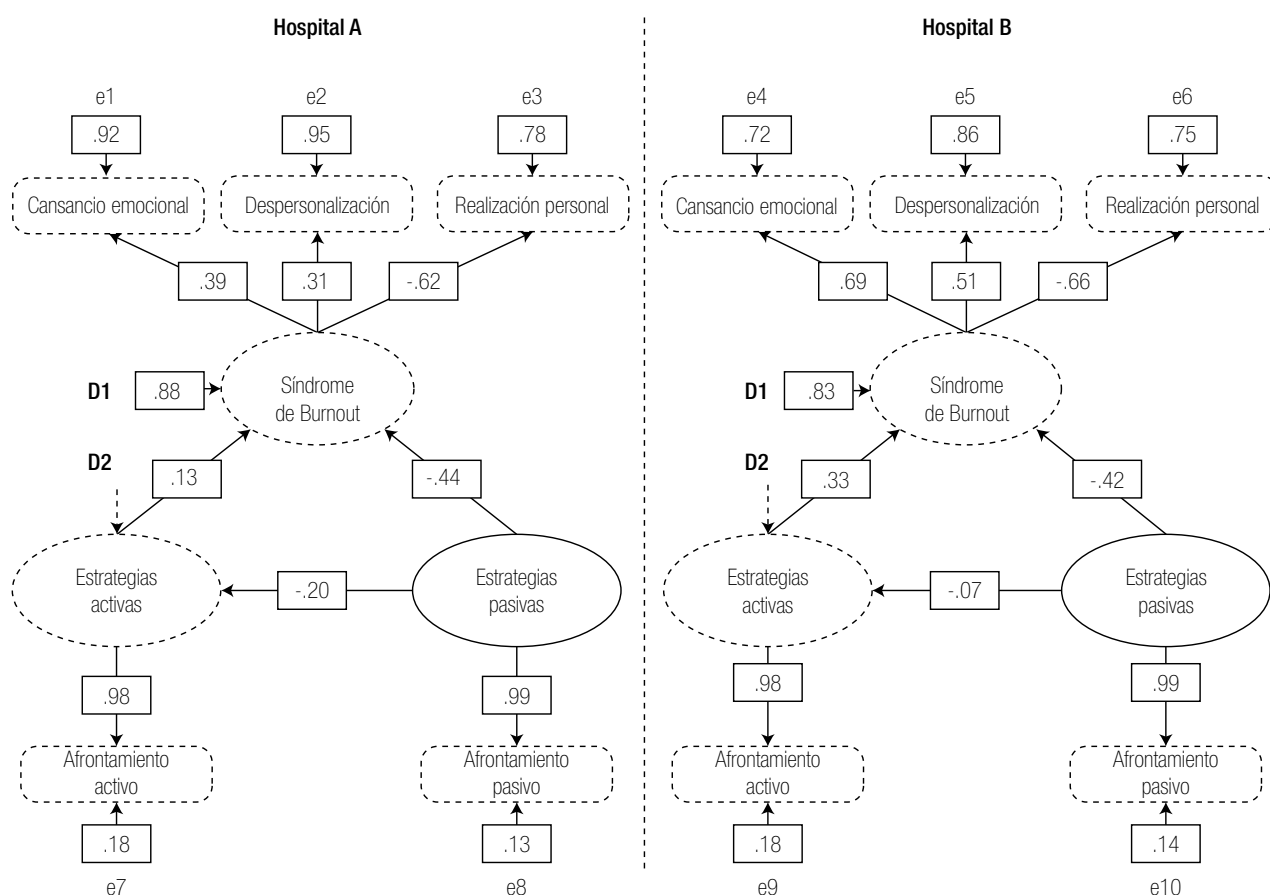 Hospital A
e1
e2
e3
.92
.95
.78
Cansancio emocional
Despersonalización
Realización personal
.39
.31
-.62
D1
.88
Síndrome
de Burnout
D2
.13
-.44
Estrategias
activas
-.20
Estrategias
pasivas
.98
.99
Afrontamiento
activo
Afrontamiento
pasivo
.18
.13
e7
e8
Hospital B
e4
e5
e6
.72
.86
.75
Cansancio emocional
Despersonalización
Realización personal
.69
.51
-.66
D1
.83
Síndrome
de Burnout
D2
.33
-.42
Estrategias
activas
-.07
Estrategias
pasivas
.98
.99
Afrontamiento
activo
Afrontamiento
pasivo
.18
.14
e9
e10